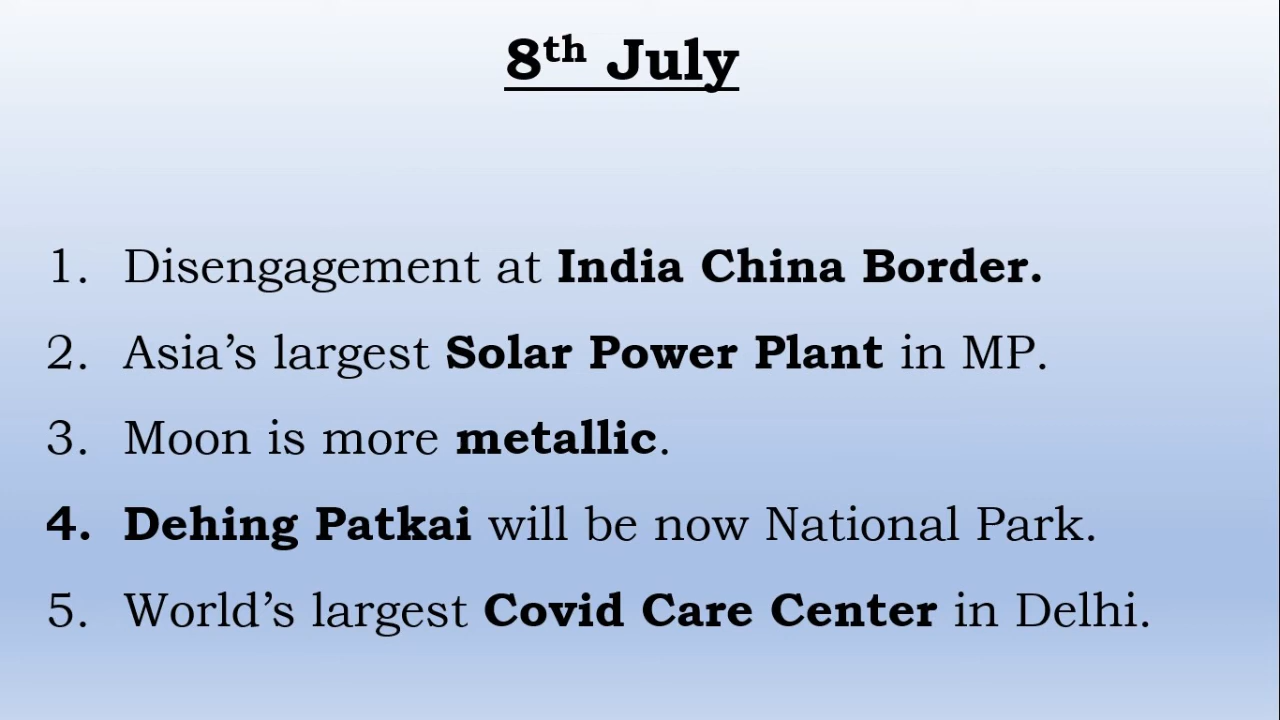 8th July
1. Disengagement at India China Border.
2. Asia’s largest Solar Power Plant in MP.
3. Moon is more metallic.
4. Dehing Patkai will be now National Park.
5. World’s largest Covid Care Center in Delhi.